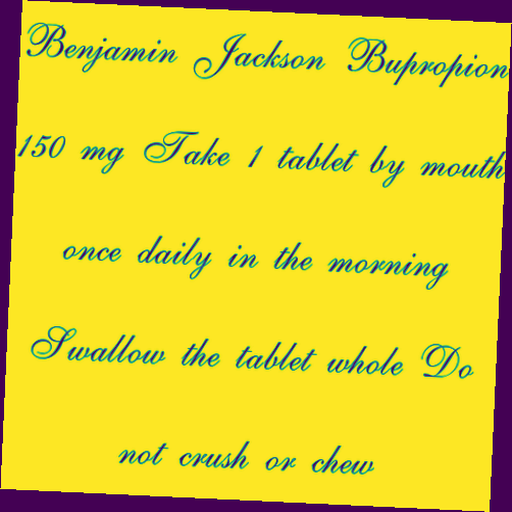 Benjamin Jackson Bupropion
150 mg Take 1 tablet by mouth
once daily in the morning
Swallow the tablet whole Do
not crush or chew